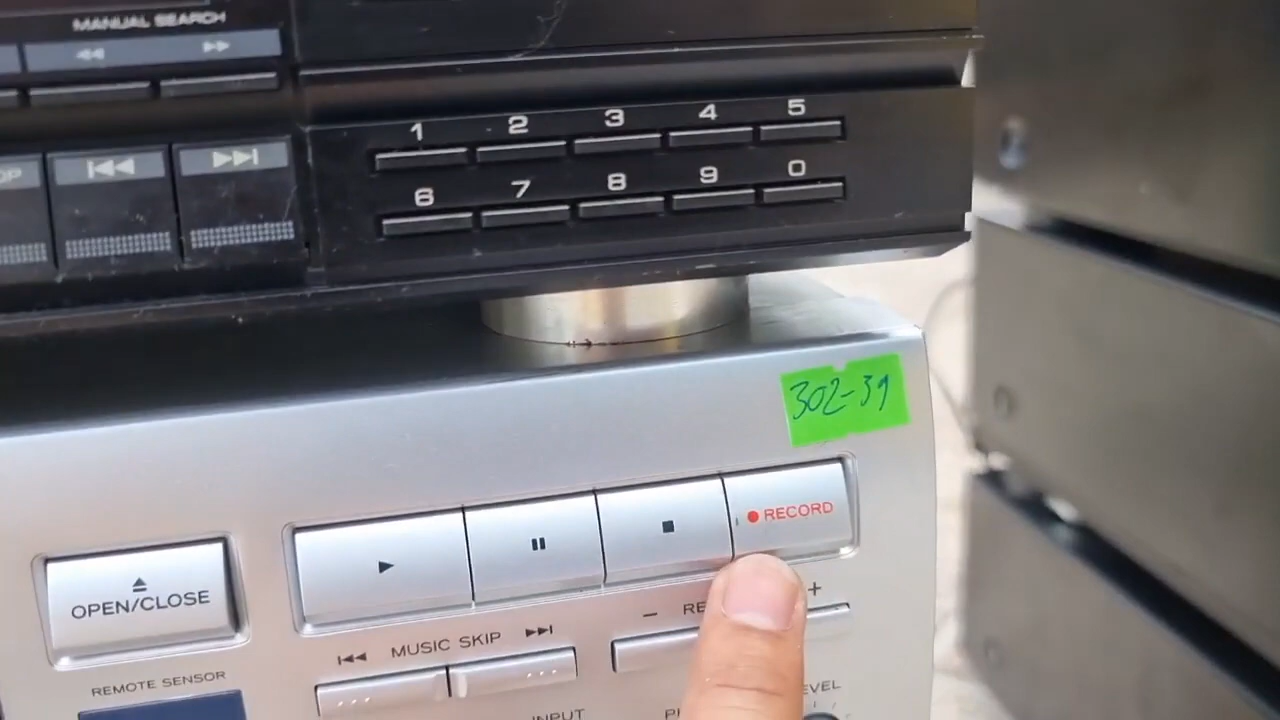 MANUAL SEARCH
1 2 3 4 5
6 7 8 9 0
302-39
RECORD
OPEN/CLOSE
MUSIC SKIP
REMOTE SENSOR
INPUT